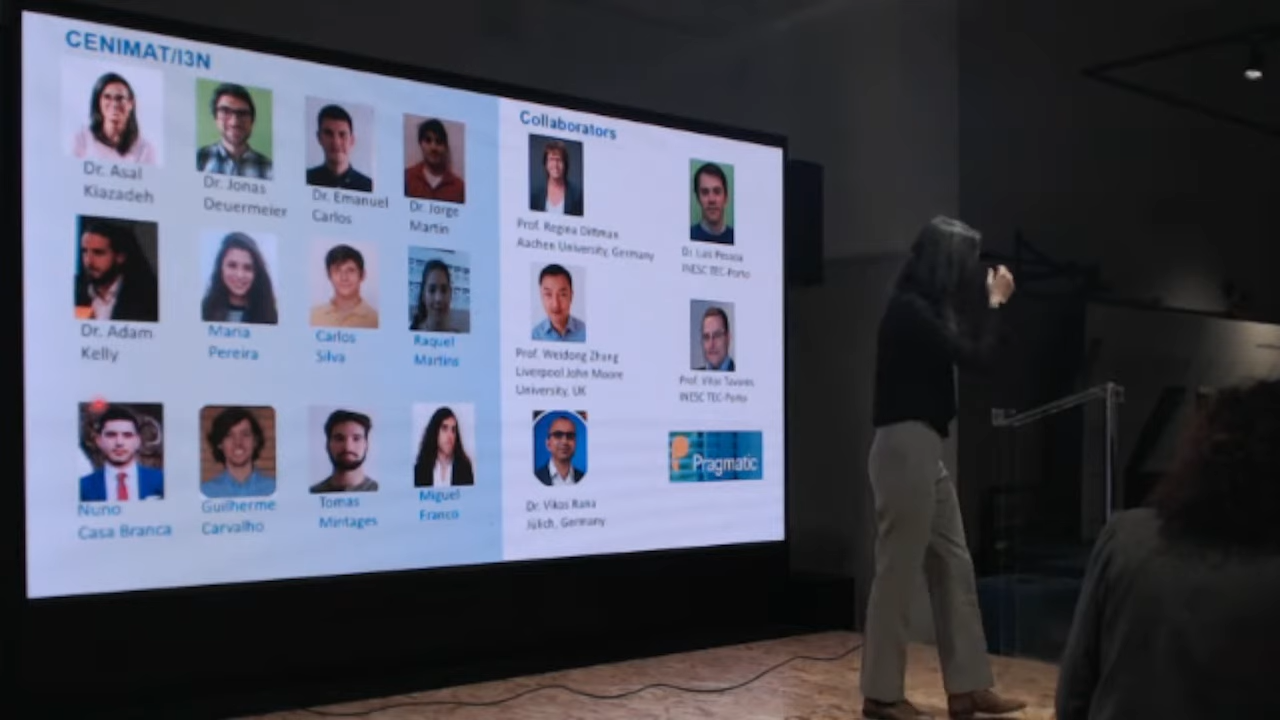 CENIMAT/I3N
Dr. Asal
Kiazadeh
Dr. Jonas
Deuermeier
Dr. Emanuel
Carlos
Dr. Jorge
Martin
Dr. Adam
Kelly
Maria
Pereira
Carlos
Silva
Raquel
Martins
Nuno
Casa Branca
Guilherme
Carvalho
Tomas
Mintages
Miguel
Franco
Collaborators
Prof. Regina Dittman
Aachen University, Germany
Dr. Luis Pessoa
INESC TEC-Porto
Prof. Weidong Zhang
Liverpool John Moore
University, UK
Prof. Vitor Tavares
INESC TEC-Porto
Dr. Vikas Rana
Jülich, Germany
Pragmatic